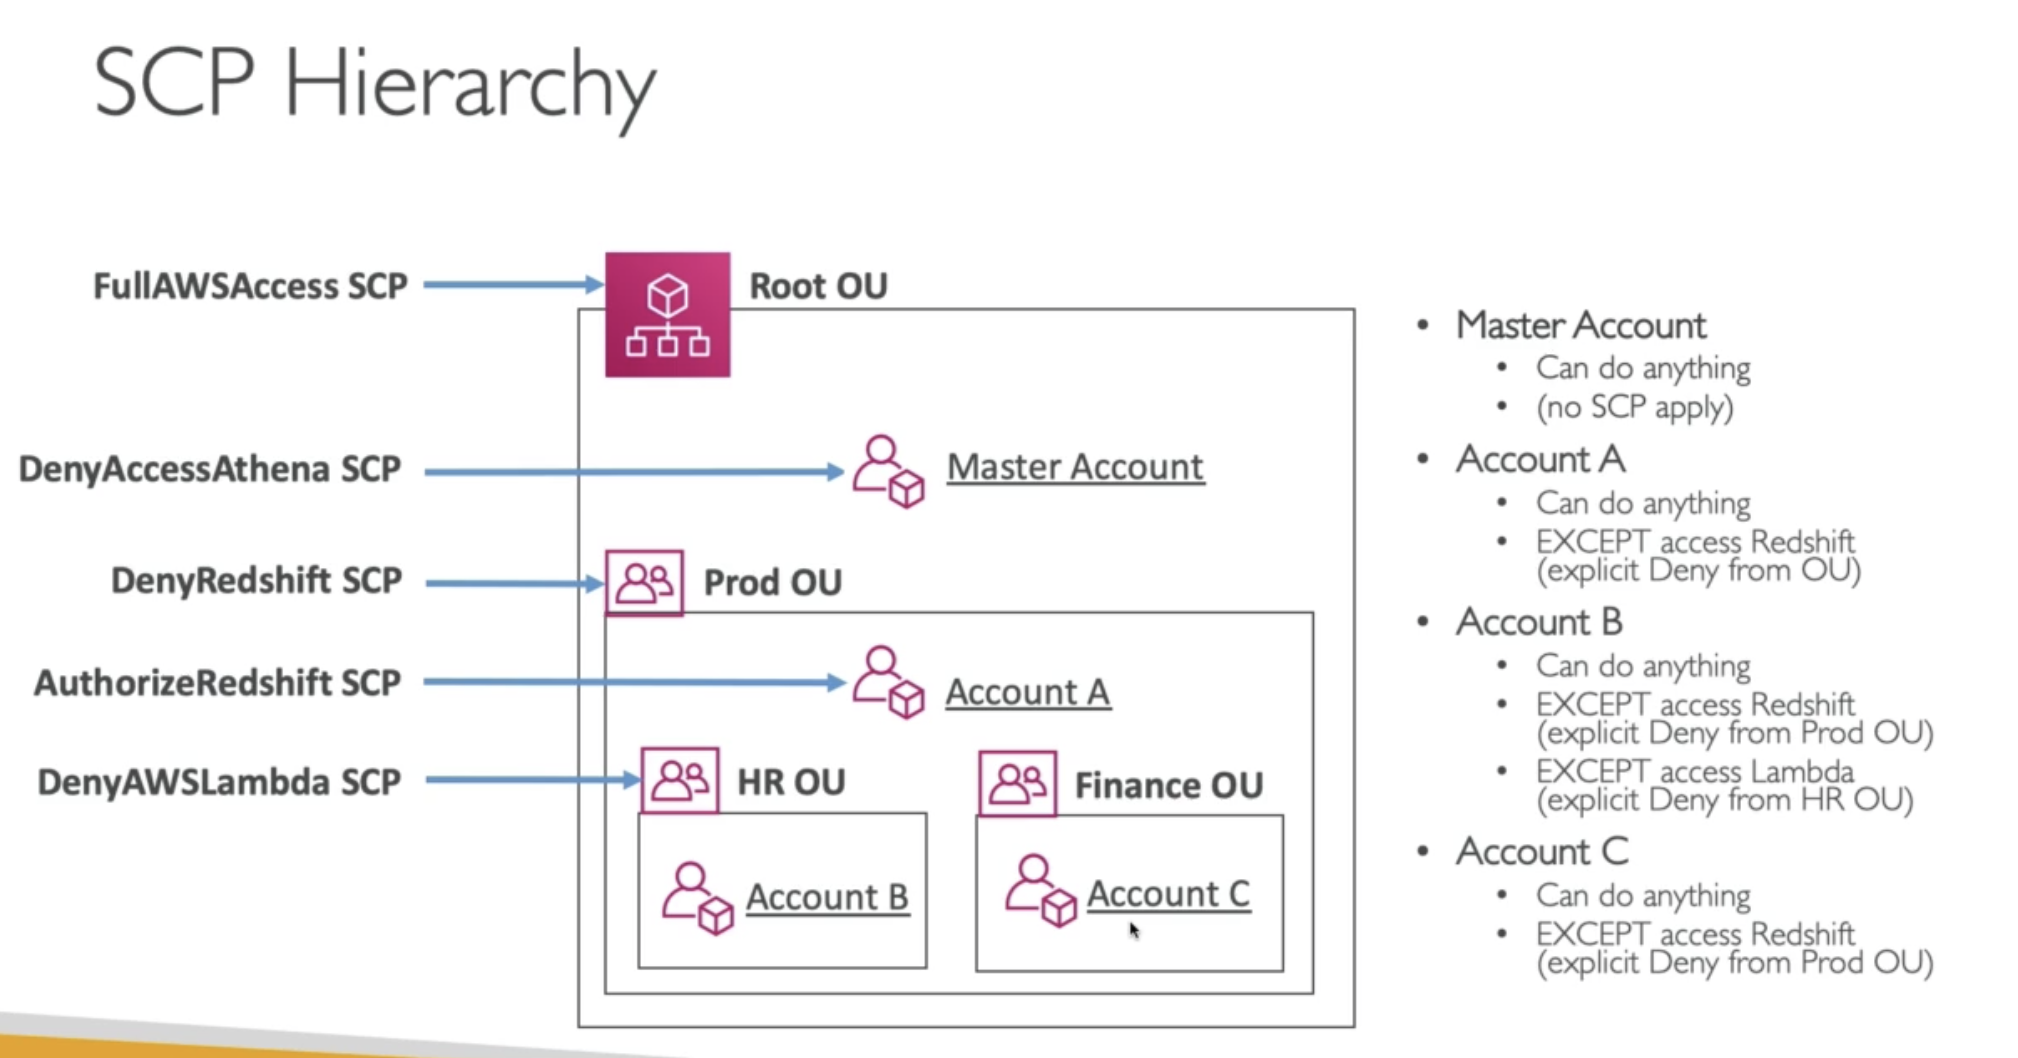 SCP Hierarchy
FullAWSAccess SCP
Root OU
DenyAccessAthena SCP
Master Account
DenyRedshift SCP
Prod OU
AuthorizeRedshift SCP
Account A
DenyAWSLambda SCP
HR OU
Finance OU
Account B
Account C
• Master Account
• Can do anything
• (no SCP apply)
• Account A
• Can do anything
• EXCEPT access Redshift
(explicit Deny from OU)
• Account B
• Can do anything
• EXCEPT access Redshift
(explicit Deny from Prod OU)
• EXCEPT access Lambda
(explicit Deny from HR OU)
• Account C
• Can do anything
• EXCEPT access Redshift
(explicit Deny from Prod OU)